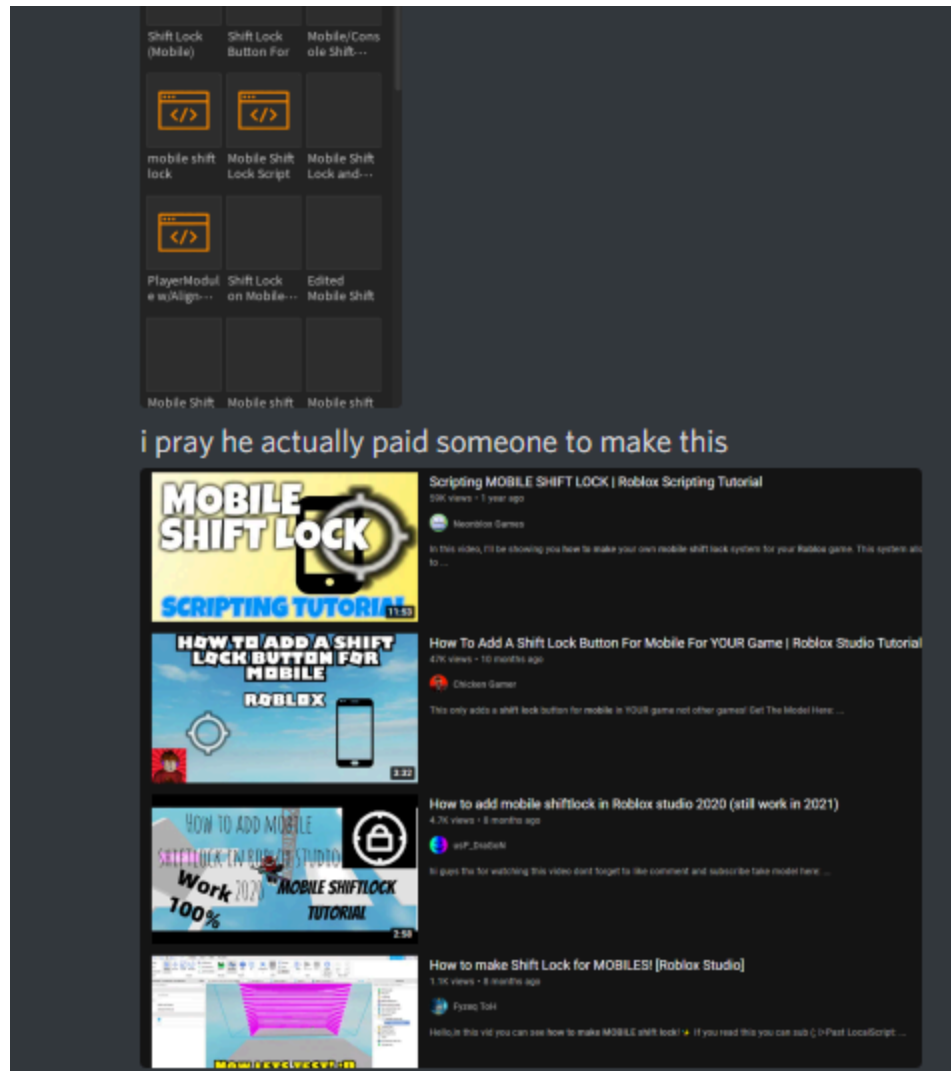 Shift Lock
(Mobile)
Shift Lock
Button For
Mobile/Cons
ole Shift-···
mobile shift
lock
Mobile Shift
Lock Script
Mobile Shift
Lock and···
PlayerModul
e w/Align-···
Shift Lock
on Mobile···
Edited
Mobile Shift
Mobile Shift
Mobile shift
Mobile shift
i pray he actually paid someone to make this
MOBILE
SHIFT LOCK
SCRIPTING TUTORIAL
11:53
Scripting MOBILE SHIFT LOCK | Roblox Scripting Tutorial
59K views • 1 year ago
Neonblox Games
In this video, I'll be showing you how to make your own mobile shift lock system for your Roblox game. This system
to ...
HOW TO ADD A SHIFT
LOCK BUTTON FOR
MOBILE
ROBLOX
3:32
How To Add A Shift Lock Button For Mobile For YOUR Game | Roblox Studio Tutorial
47K views • 10 months ago
Chicken Gamer
This only adds a shift lock button for mobile in YOUR game not other games! Get The Model Here: ...
HOW TO ADD MOBILE
SHIFTLOCK IN ROBLOX STUDIO
2020
Work
100%
MOBILE SHIFTLOCK
TUTORIAL
2:58
How to add mobile shiftlock in Roblox studio 2020 (still work in 2021)
4.7K views • 8 months ago
hi guys thx for watching this video dont forget to like comment and subscribe take model here: ...
NOW LETS TEST!
How to make Shift Lock for MOBILES! [Roblox Studio]
1.1K views • 8 months ago
Fyzeq ToH
Hello,in this vid you can see how to make MOBILE shift lock! ✨ If you read this you can sub (; ▷Past LocalScript: ...